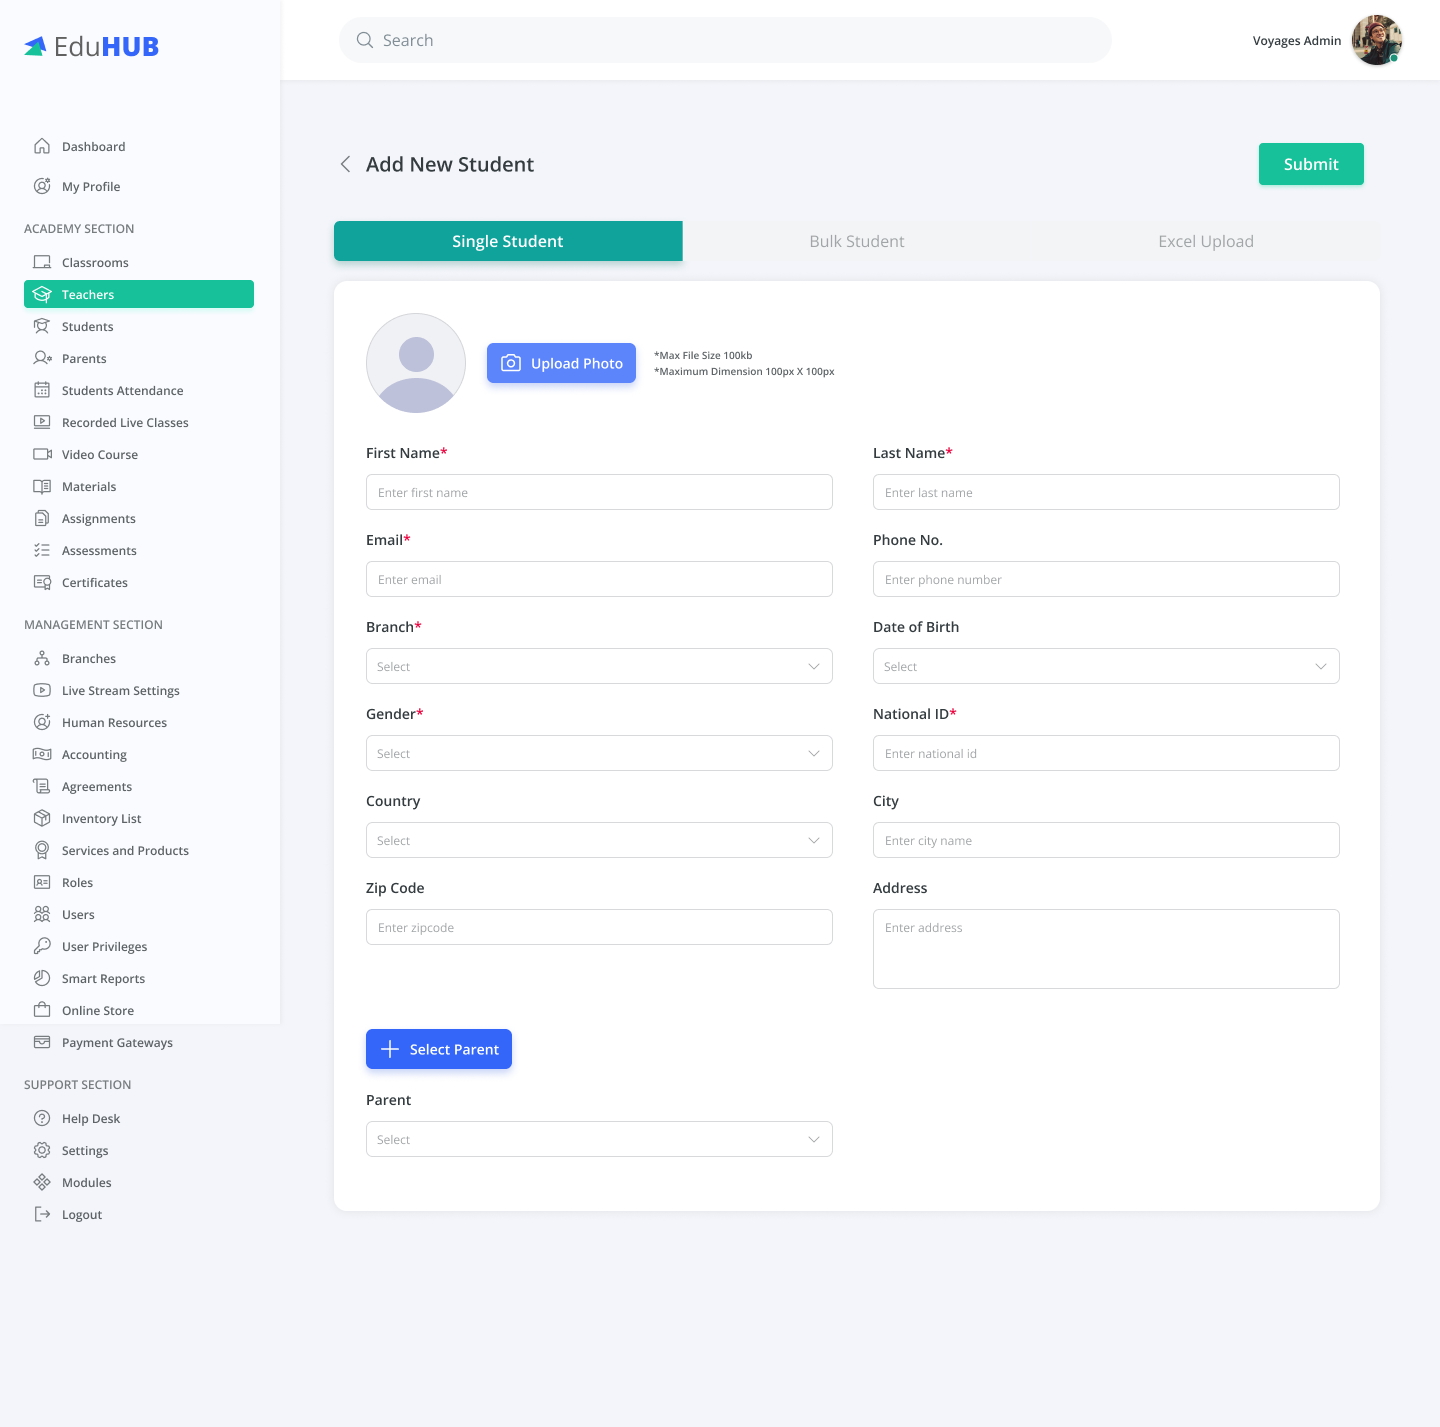 EduHUB
Search
Voyages Admin
Dashboard
My Profile
ACADEMY SECTION
Classrooms
Teachers
Students
Parents
Students Attendance
Recorded Live Classes
Video Course
Materials
Assignments
Assessments
Certificates
MANAGEMENT SECTION
Branches
Live Stream Settings
Human Resources
Accounting
Agreements
Inventory List
Services and Products
Roles
Users
User Privileges
Smart Reports
Online Store
Payment Gateways
SUPPORT SECTION
Help Desk
Settings
Modules
Logout
Add New Student
Submit
Single Student
Bulk Student
Excel Upload
Upload Photo
*Max File Size 100kb
*Maximum Dimension 100px X 100px
First Name*
Enter first name
Last Name*
Enter last name
Email*
Enter email
Phone No.
Enter phone number
Branch*
Select
Date of Birth
Select
Gender*
Select
National ID*
Enter national id
Country
Select
City
Enter city name
Zip Code
Enter zipcode
Address
Enter address
Select Parent
Parent
Select